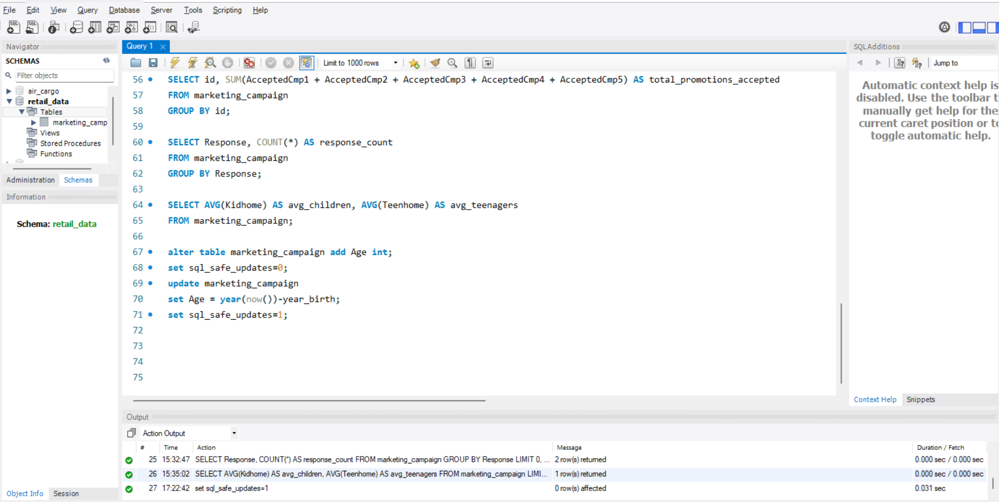 File Edit View Query Database Server Tools Scripting Help
Navigator
SCHEMAS
Filter objects
air_cargo
retail_data
Tables
marketing_camp
Views
Stored Procedures
Functions
Administration Schemas
Information
Schema: retail_data
Object Info Session
Query 1
Limit to 1000 rows
56 SELECT id, SUM(AcceptedCmp1 + AcceptedCmp2 + AcceptedCmp3 + AcceptedCmp4 + AcceptedCmp5) AS total_promotions_accepted
57 FROM marketing_campaign
58 GROUP BY id;
59
60 SELECT Response, COUNT(*) AS response_count
61 FROM marketing_campaign
62 GROUP BY Response;
63
64 SELECT AVG(Kidhome) AS avg_children, AVG(Teenhome) AS avg_teenagers
65 FROM marketing_campaign;
66
67 alter table marketing_campaign add Age int;
68 set sql_safe_updates=0;
69 update marketing_campaign
70 set Age = year(now())-year_birth;
71 set sql_safe_updates=1;
72
73
74
75
SQLAdditions
Jump to
Automatic context help is
disabled. Use the toolbar t
manually get help for the
current caret position or to
toggle automatic help.
Context Help Snippets
Output
Action Output
# Time Action Message Duration / Fetch
25 15:32:47 SELECT Response, COUNT(*) AS response_count FROM marketing_campaign GROUP BY Response LIMIT 0, ... 2 row(s) returned 0.000 sec / 0.000 sec
26 15:35:02 SELECT AVG(Kidhome) AS avg_children, AVG(Teenhome) AS avg_teenagers FROM marketing_campaign LIMI... 1 row(s) returned 0.000 sec / 0.000 sec
27 17:22:42 set sql_safe_updates=1 0 row(s) affected 0.031 sec